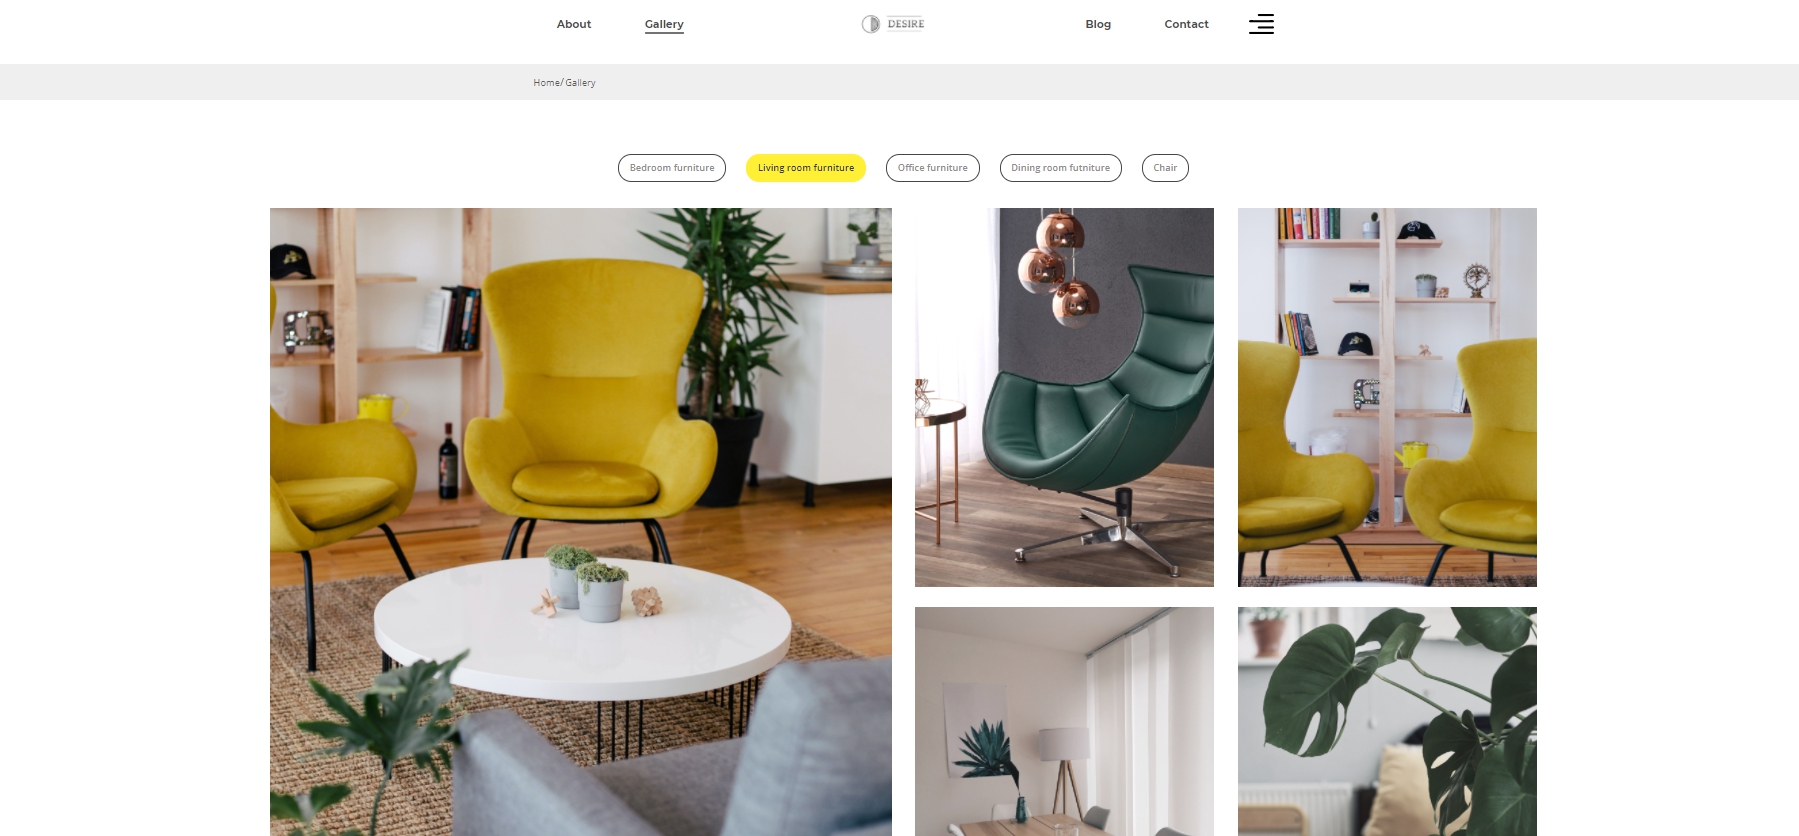 About
Gallery
DESIRE
Blog
Contact
Home/ Gallery
Bedroom furniture
Living room furniture
Office furniture
Dining room futniture
Chair